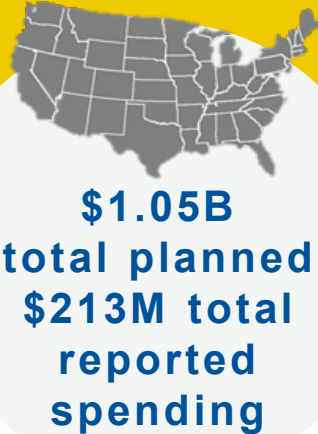 $1.05B
total planned
$213M total
reported
spending